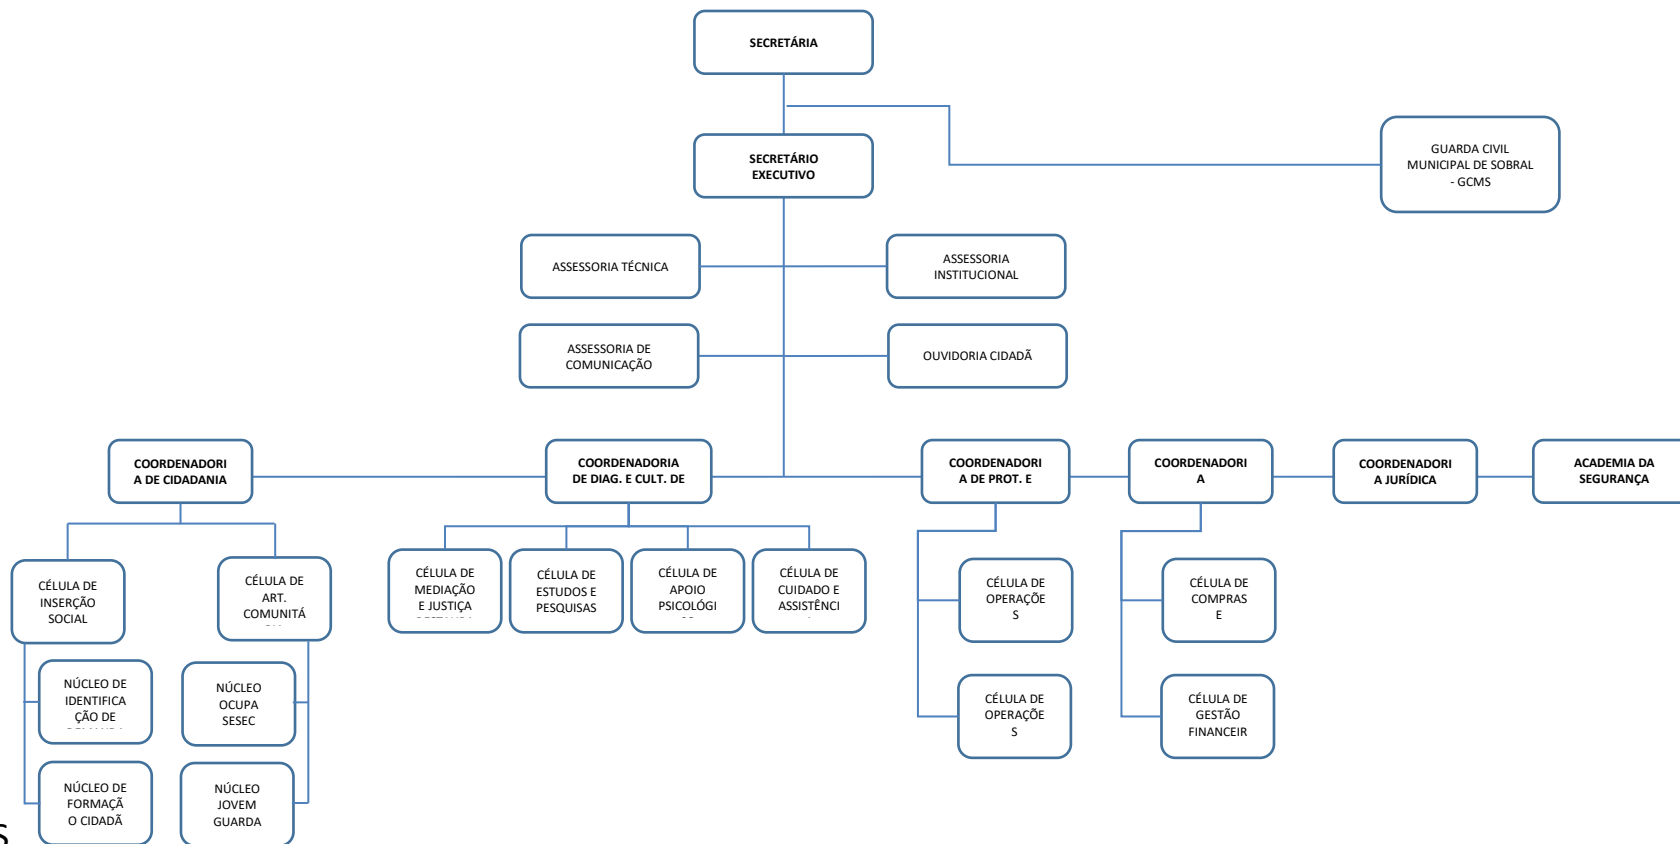 SECRETÁRIA
SECRETÁRIO
EXECUTIVO
GUARDA CIVIL
MUNICIPAL DE SOBRAL
- GCMS
ASSESSORIA TÉCNICA
ASSESSORIA
INSTITUCIONAL
ASSESSORIA DE
COMUNICAÇÃO
OUVIDORIA CIDADÃ
COORDENADORI
A DE CIDADANIA
COORDENADORIA
DE DIAG. E CULT. DE
COORDENADORI
A DE PROT. E
COORDENADORI
A
COORDENADORI
A JURÍDICA
ACADEMIA DA
SEGURANÇA
CÉLULA DE
INSERÇÃO
SOCIAL
CÉLULA DE
ART.
COMUNITÁ
CÉLULA DE
MEDIAÇÃO
E JUSTIÇA
CÉLULA DE
ESTUDOS E
PESQUISAS
CÉLULA DE
APOIO
PSICOLÓGI
CÉLULA DE
CUIDADO E
ASSISTÊNCI
CÉLULA DE
OPERAÇÕE
S
CÉLULA DE
COMPRAS
E
NÚCLEO DE
IDENTIFICA
ÇÃO DE
NÚCLEO
OCUPA
SESEC
CÉLULA DE
OPERAÇÕE
S
CÉLULA DE
GESTÃO
FINANCEIR
NÚCLEO DE
FORMAÇÃ
O CIDADÃ
NÚCLEO
JOVEM
GUARDA
S